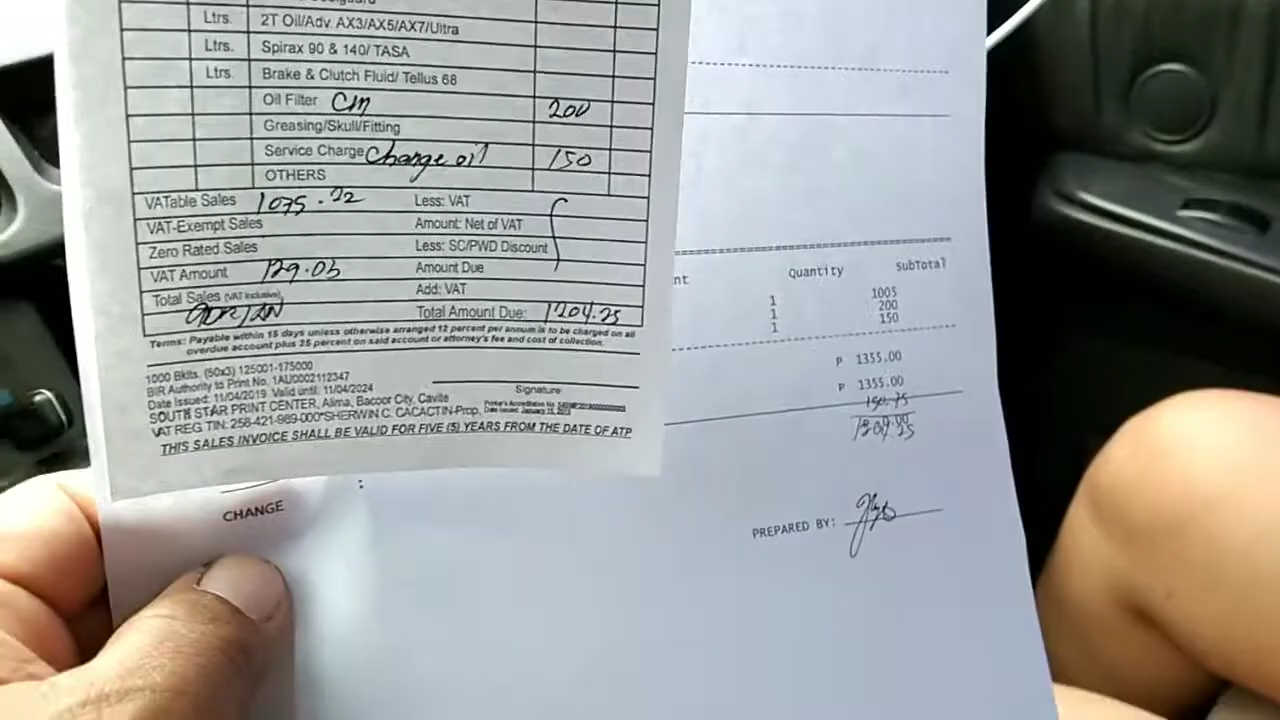 Ltrs. 2T Oil/Adv. AX3/AX5/AX7/Ultra
Ltrs. Spirax 90 & 140/ TASA
Ltrs. Brake & Clutch Fluid/ Tellus 68
Oil Filter CM 200
Greasing/Skull/Fitting
Service Charge Change oil 150
OTHERS
VATable Sales 1075.22 Less: VAT
VAT-Exempt Sales Amount: Net of VAT
Zero Rated Sales Less: SC/PWD Discount
VAT Amount 129.03 Amount Due
Total Sales (VAT Inclusive) Add: VAT
Total Amount Due: 1204.25
Terms: Payable within 15 days unless otherwise arranged 12 percent per annum is to be charged on all
overdue account plus 25 percent on said account or attorney's fee and cost of collection.
1000 Bklts. (50x3) 125001-175000
BIR Authority to Print No. 1AU0002112347
Date Issued: 11/04/2019 Valid until: 11/04/2024
SOUTH STAR PRINT CENTER, Alima, Bacoor City, Cavite
VAT REG TIN: 258-421-989-000*SHERWIN C. CACACTIN-Prop.
Signature
THIS SALES INVOICE SHALL BE VALID FOR FIVE (5) YEARS FROM THE DATE OF ATP
CHANGE :
nt Quantity SubTotal
1 1005
1 200
1 150
P 1355.00
P 1355.00
150.75
1204.25
PREPARED BY: